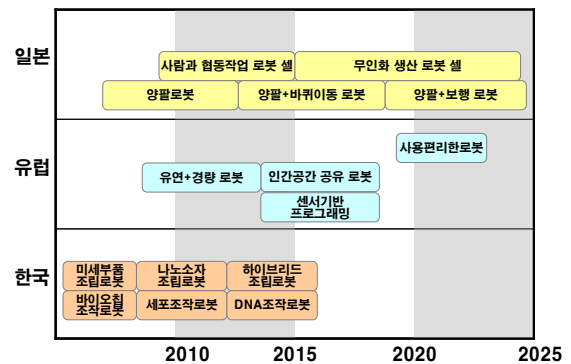 일본
사람과 협동작업 로봇 셀
무인화 생산 로봇 셀
양팔로봇
양팔+바퀴이동 로봇
양팔+보행 로봇
유럽
사용편리한로봇
유연+경량 로봇
인간공간 공유 로봇
센서기반
프로그래밍
한국
미세부품
조립로봇
나노소자
조립로봇
하이브리드
조립로봇
바이오칩
조작로봇
세포조작로봇
DNA조작로봇
2010
2015
2020
2025